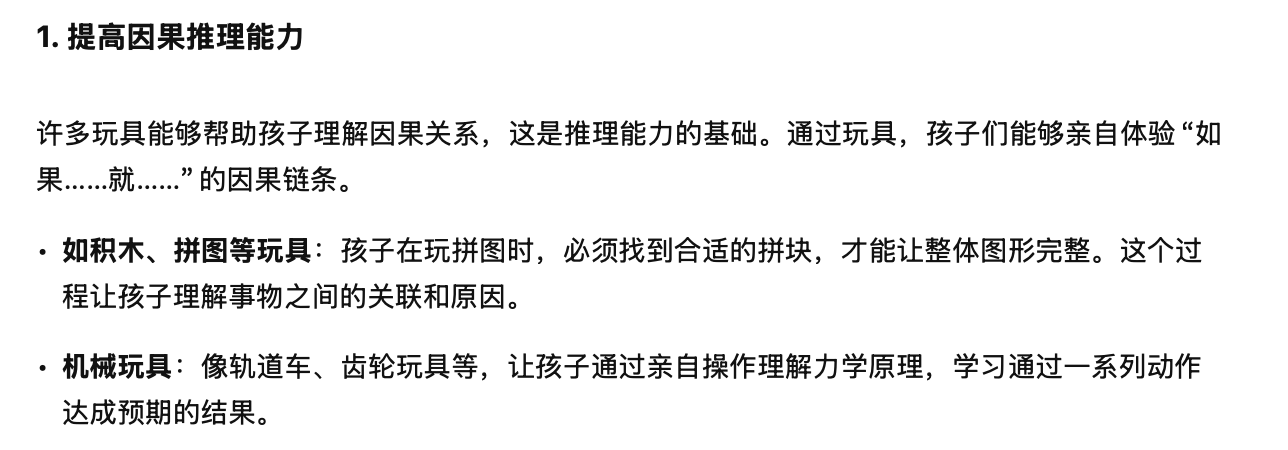 1. 提高因果推理能力
许多玩具能够帮助孩子理解因果关系，这是推理能力的基础。通过玩具，孩子们能够亲自体验 “如
果……就……” 的因果链条。
• 如积木、拼图等玩具：孩子在玩拼图时，必须找到合适的拼块，才能让整体图形完整。这个过
程让孩子理解事物之间的关联和原因。
• 机械玩具：像轨道车、齿轮玩具等，让孩子通过亲自操作理解力学原理，学习通过一系列动作
达成预期的结果。